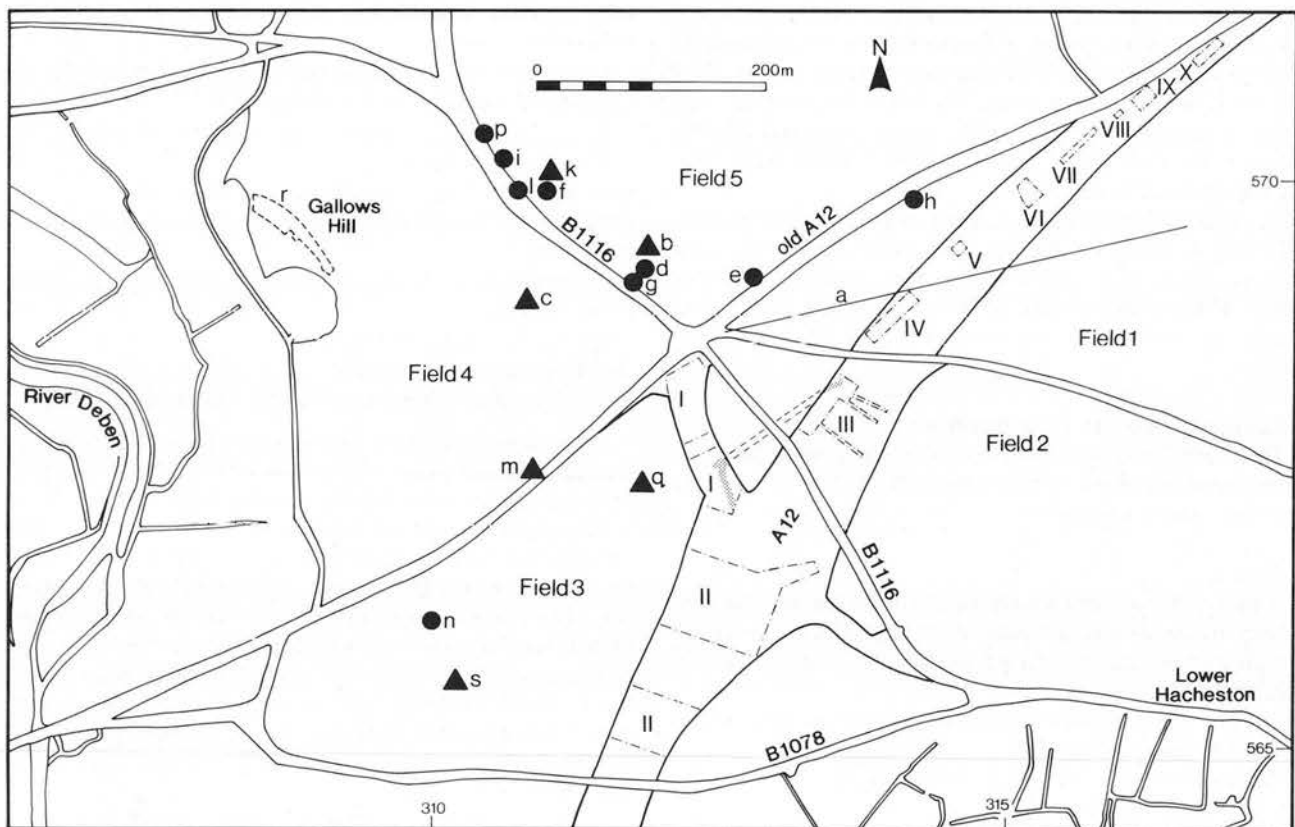 N
0 200m
p
i
k
l
f
r
Gallows
Hill
Field 5
VIII
IX
X
VII
570
h
VI
B1116
old A12
b
d
g
e
V
c
a
IV
Field 1
Field 4
River Deben
I
III
Field 2
m
q
I
A12
B1116
Field 3
II
n
s
Lower
Hacheston
II
B1078
565
310
315